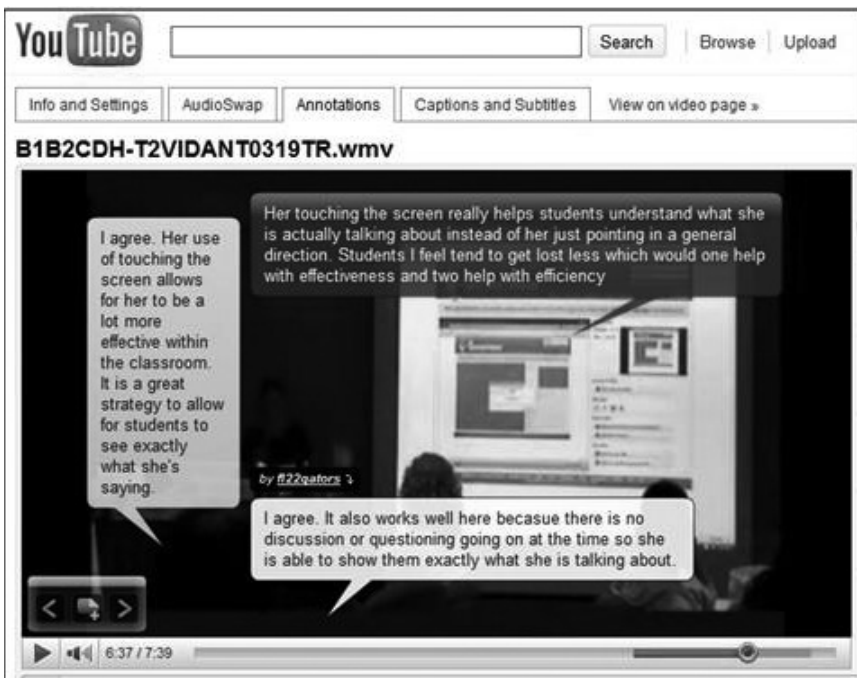 YouTube
Search
Browse
Upload
Info and Settings
AudioSwap
Annotations
Captions and Subtitles
View on video page »
B1B2CDH-T2VIDANT0319TR.wmv
Her touching the screen really helps students understand what she
is actually talking about instead of her just pointing in a general
direction. Students I feel tend to get lost less which would one help
with effectiveness and two help with efficiency
I agree. Her use
of touching the
screen allows
for her to be a
lot more
effective within
the classroom.
It is a great
strategy to allow
for students to
see exactly
what she's
saying.
by fl22gators
I agree. It also works well here becasue there is no
discussion or questioning going on at the time so she
is able to show them exactly what she is talking about.
6:37 / 7:39